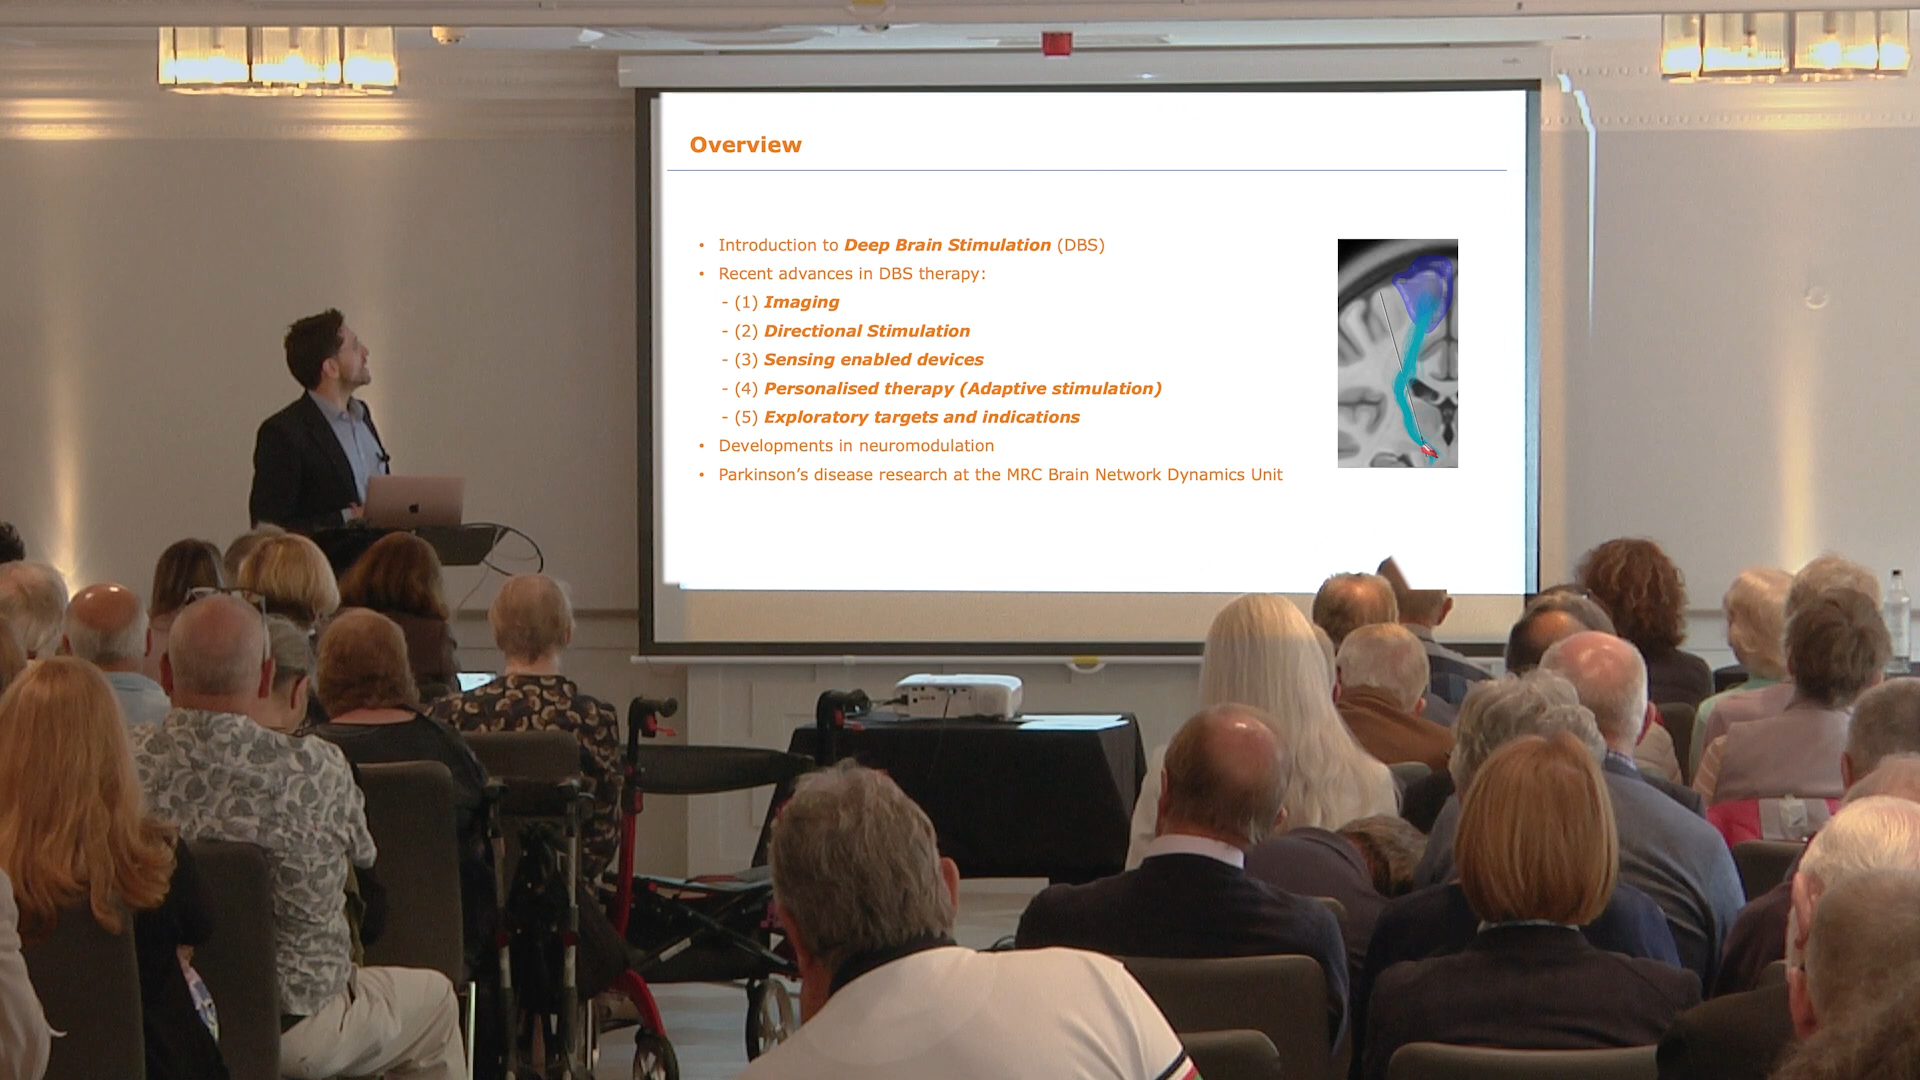 Overview
• Introduction to Deep Brain Stimulation (DBS)
• Recent advances in DBS therapy:
- (1) Imaging
- (2) Directional Stimulation
- (3) Sensing enabled devices
- (4) Personalised therapy (Adaptive stimulation)
- (5) Exploratory targets and indications
• Developments in neuromodulation
• Parkinson’s disease research at the MRC Brain Network Dynamics Unit